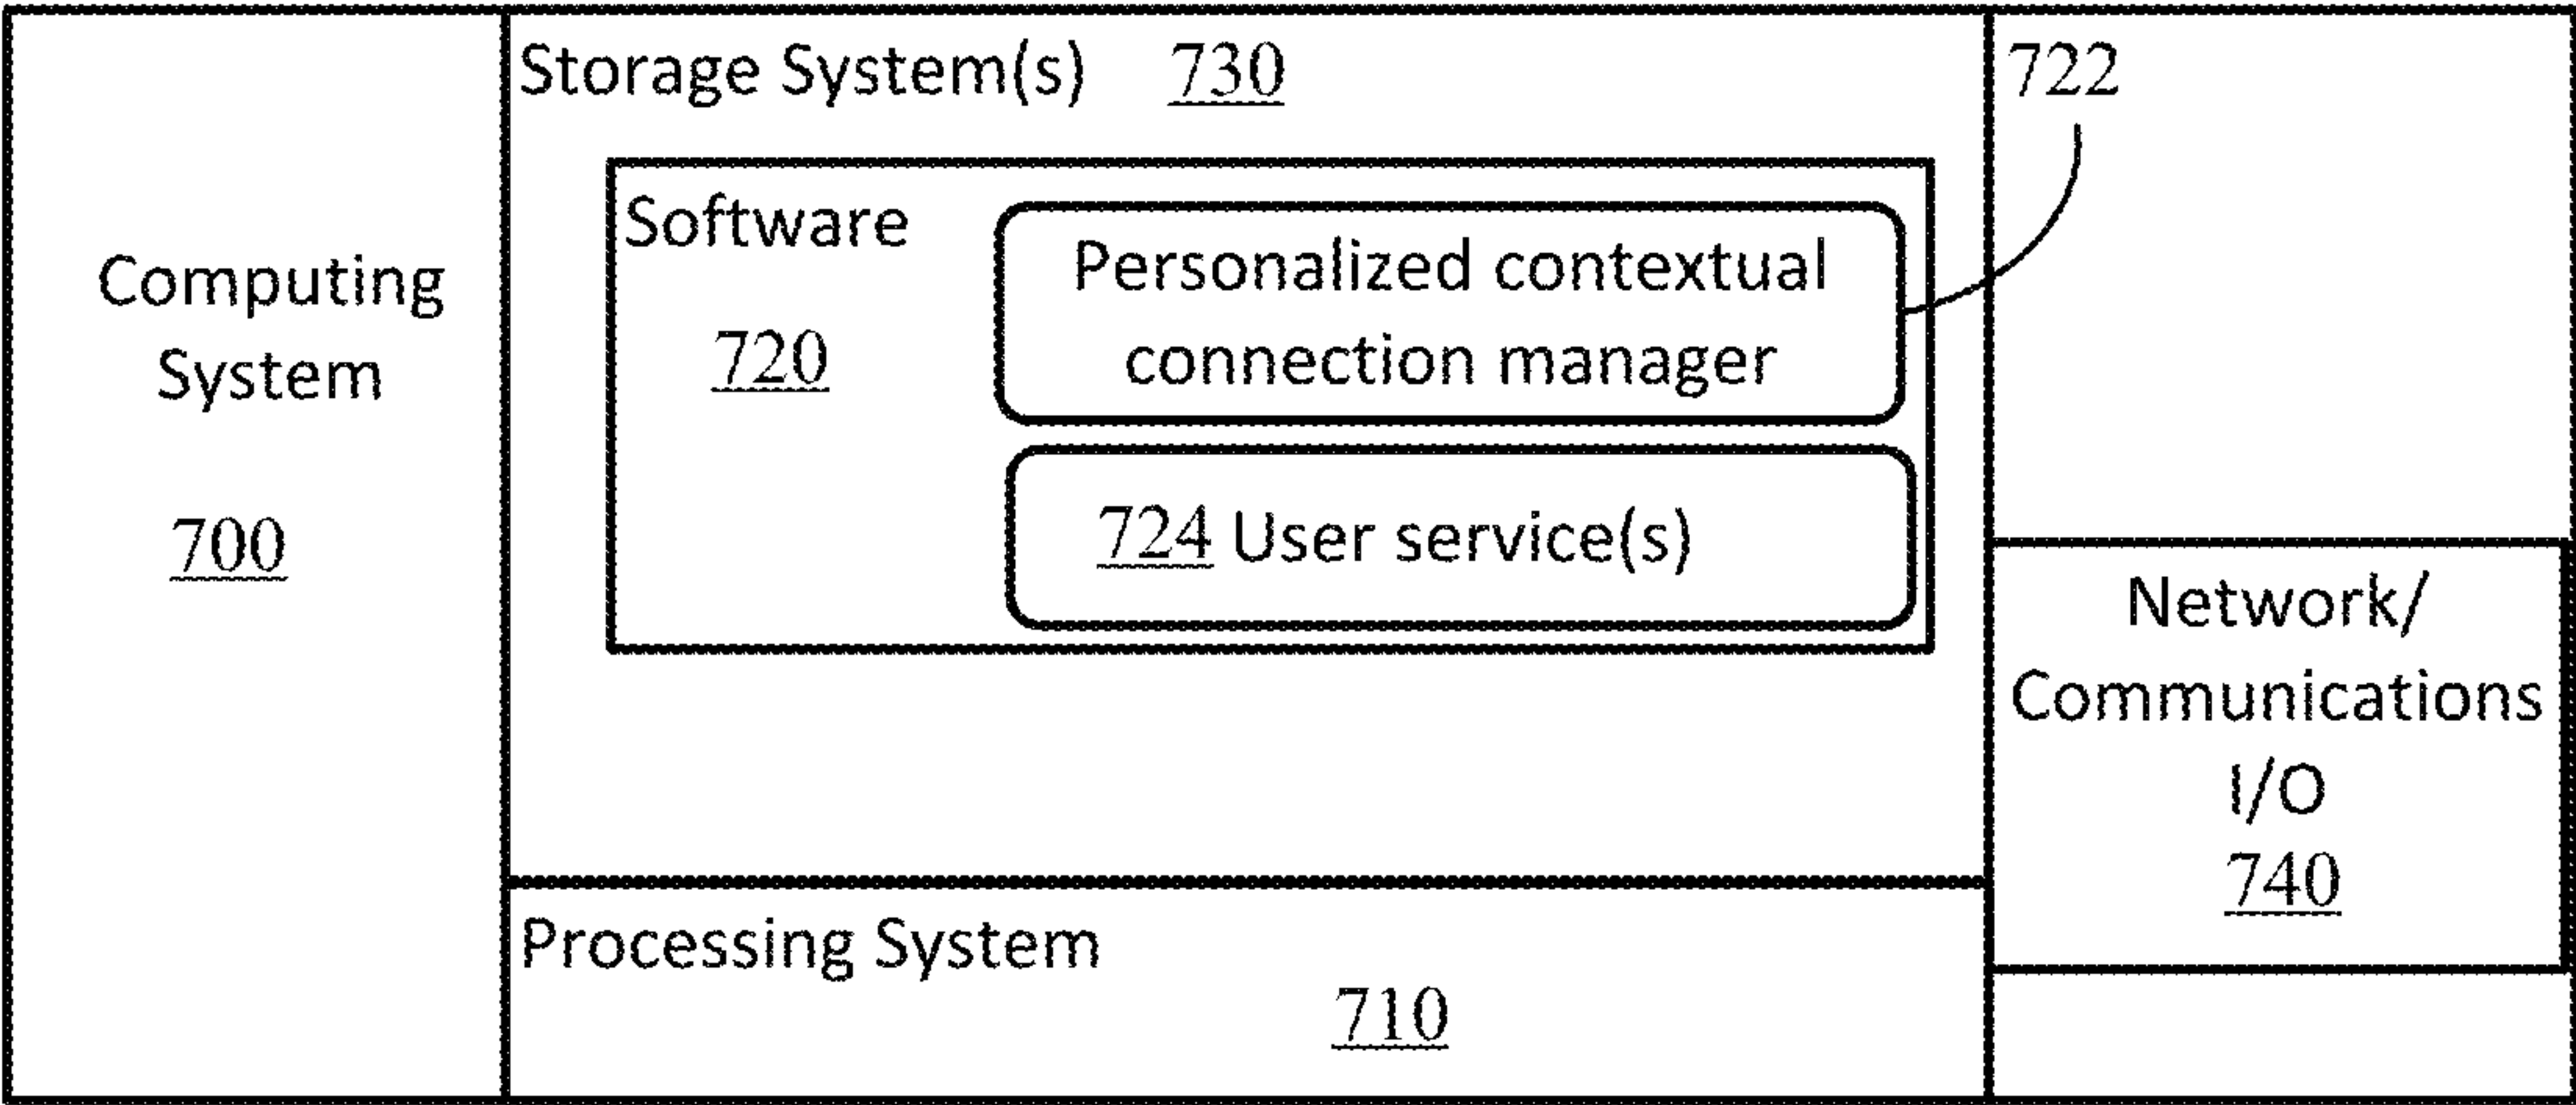 Computing
System
700
Storage System(s) 730
Software
720
Personalized contextual
connection manager
724 User service(s)
Processing System
710
722
Network/
Communications
I/O
740